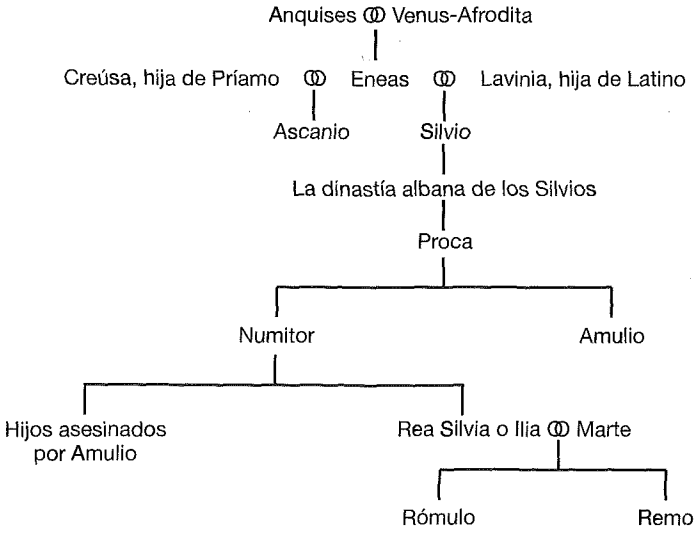 Anquises ⚭ Venus-Afrodita
Creúsa, hija de Príamo ⚭ Eneas ⚭ Lavinia, hija de Latino
Ascanio Silvio
La dinastía albana de los Silvios
Proca
Numitor Amulio
Hijos asesinados
por Amulio
Rea Silvia o Ilia ⚭ Marte
Rómulo Remo